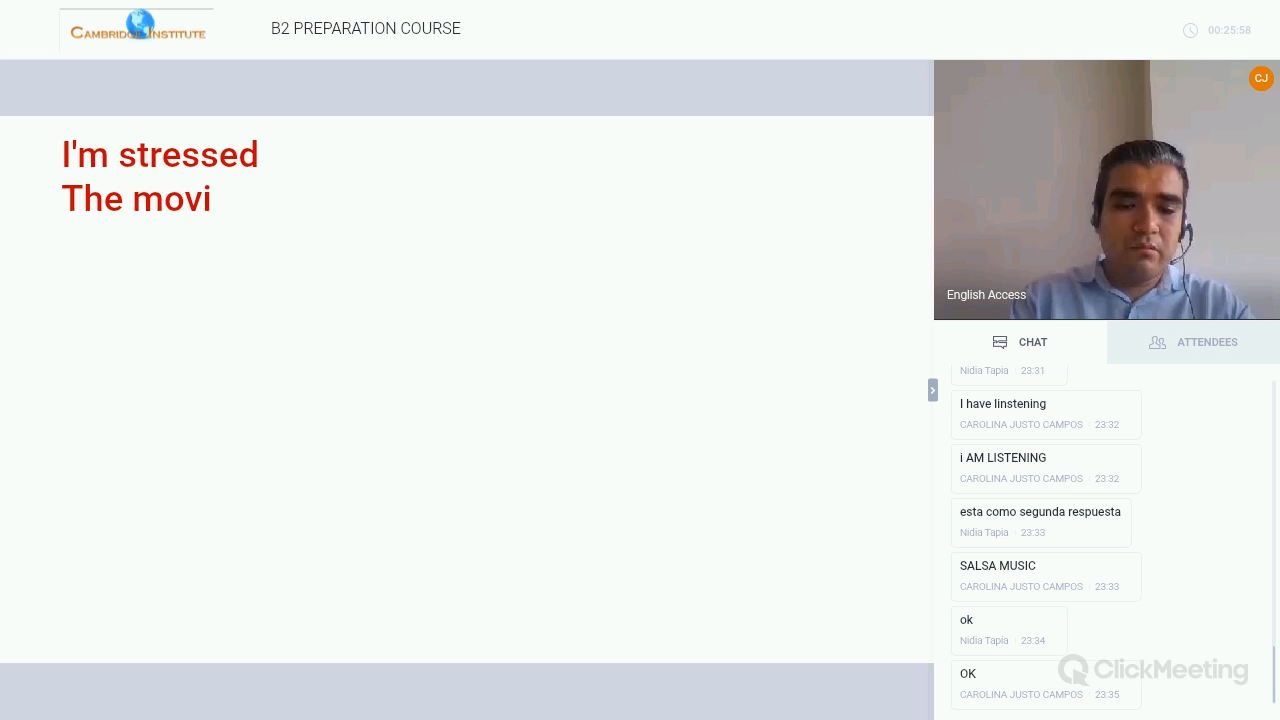 CAMBRIDGE INSTITUTE
B2 PREPARATION COURSE
00:25:58
I'm stressed
The movi
CJ
English Access
CHAT
ATTENDEES
Nidia Tapia 23:31
I have linstening
CAROLINA JUSTO CAMPOS 23:32
i AM LISTENING
CAROLINA JUSTO CAMPOS 23:32
esta como segunda respuesta
Nidia Tapia 23:33
SALSA MUSIC
CAROLINA JUSTO CAMPOS 23:33
ok
Nidia Tapia 23:34
OK
CAROLINA JUSTO CAMPOS 23:35
ClickMeeting